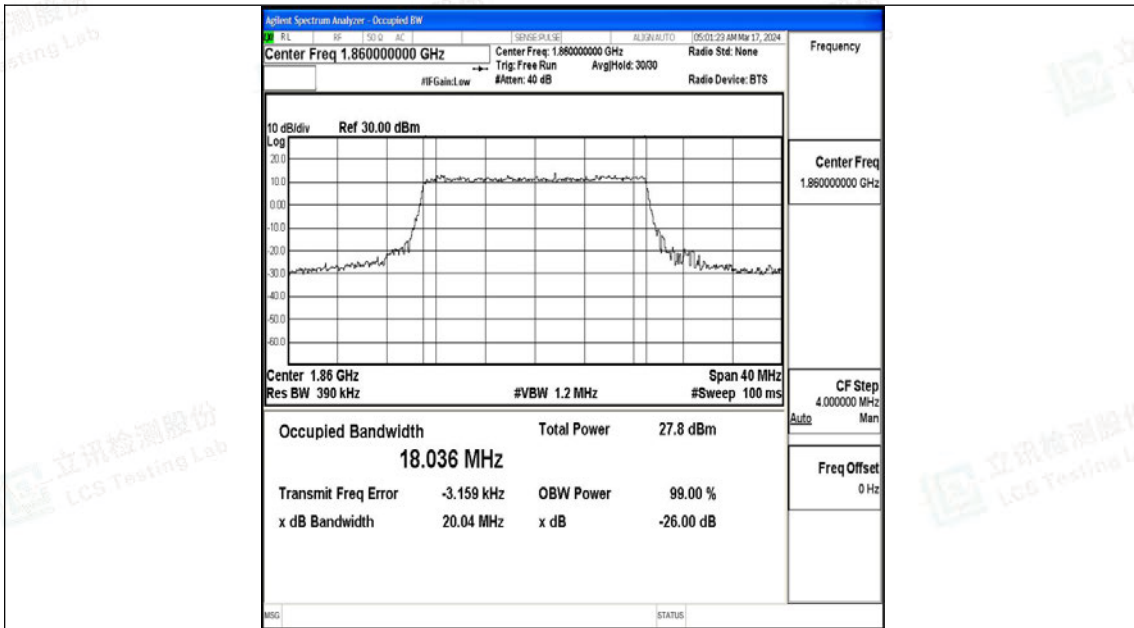 Agilent Spectrum Analyzer - Occupied BW
RL RF 50 Ω AC SENSE:PULSE ALIGNAUTO 05:01:23 AM Mar 17, 2024
Center Freq 1.860000000 GHz
Center Freq: 1.860000000 GHz
Radio Std: None
Trig: Free Run Avg|Hold: 30/30
#IFGain:Low
#Atten: 40 dB
Radio Device: BTS
Frequency
10 dB/div Ref 30.00 dBm
Log
20.0
10.0
0.00
-10.0
-20.0
-30.0
-40.0
-50.0
-60.0
Center 1.86 GHz
Span 40 MHz
Res BW 390 kHz
#VBW 1.2 MHz
#Sweep 100 ms
Center Freq
1.860000000 GHz
CF Step
4.000000 MHz
Auto Man
Freq Offset
0 Hz
Occupied Bandwidth
18.036 MHz
Total Power 27.8 dBm
Transmit Freq Error -3.159 kHz OBW Power 99.00 %
x dB Bandwidth 20.04 MHz x dB -26.00 dB
MSG
STATUS
立讯检测股份
LCS Testing Lab